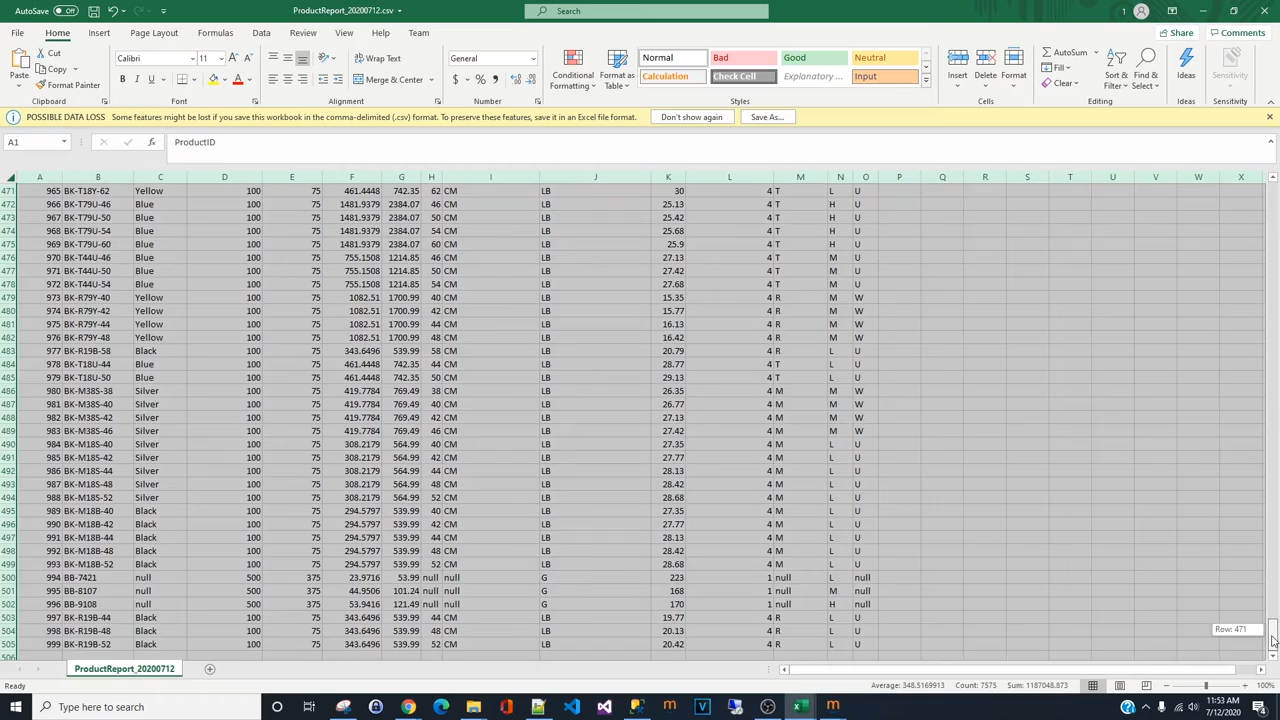 AutoSave Off ProductReport_20200712.csv Search 1
File Home Insert Page Layout Formulas Data Review View Help Team Share Comments
Paste Cut Copy Format Painter Calibri 11 B I U Wrap Text Merge & Center General $ % Conditional Formatting Format as Table Normal Bad Good Neutral Calculation Check Cell Explanatory ... Input Insert Delete Format AutoSum Fill Clear Sort & Filter Find & Select Ideas Sensitivity
Clipboard Font Alignment Number Styles Cells Editing Ideas Sensitivity
POSSIBLE DATA LOSS Some features might be lost if you save this workbook in the comma-delimited (.csv) format. To preserve these features, save it in an Excel file format. Don't show again Save As...
A1 fx ProductID
A B C D E F G H I J K L M N O P Q R S T U V W X
471 965 BK-T18Y-62 Yellow 100 75 461.4448 742.35 62 CM LB 30 4 T L U
472 966 BK-T79U-46 Blue 100 75 1481.9379 2384.07 46 CM LB 25.13 4 T H U
473 967 BK-T79U-50 Blue 100 75 1481.9379 2384.07 50 CM LB 25.42 4 T H U
474 968 BK-T79U-54 Blue 100 75 1481.9379 2384.07 54 CM LB 25.68 4 T H U
475 969 BK-T79U-60 Blue 100 75 1481.9379 2384.07 60 CM LB 25.9 4 T H U
476 970 BK-T44U-46 Blue 100 75 755.1508 1214.85 46 CM LB 27.13 4 T M U
477 971 BK-T44U-50 Blue 100 75 755.1508 1214.85 50 CM LB 27.42 4 T M U
478 972 BK-T44U-54 Blue 100 75 755.1508 1214.85 54 CM LB 27.68 4 T M U
479 973 BK-R79Y-40 Yellow 100 75 1082.51 1700.99 40 CM LB 15.35 4 R M W
480 974 BK-R79Y-42 Yellow 100 75 1082.51 1700.99 42 CM LB 15.77 4 R M W
481 975 BK-R79Y-44 Yellow 100 75 1082.51 1700.99 44 CM LB 16.13 4 R M W
482 976 BK-R79Y-48 Yellow 100 75 1082.51 1700.99 48 CM LB 16.42 4 R M W
483 977 BK-R19B-58 Black 100 75 343.6496 539.99 58 CM LB 20.79 4 R L U
484 978 BK-T18U-44 Blue 100 75 461.4448 742.35 44 CM LB 28.77 4 T L U
485 979 BK-T18U-50 Blue 100 75 461.4448 742.35 50 CM LB 29.13 4 T L U
486 980 BK-M38S-38 Silver 100 75 419.7784 769.49 38 CM LB 26.35 4 M M W
487 981 BK-M38S-40 Silver 100 75 419.7784 769.49 40 CM LB 26.77 4 M M W
488 982 BK-M38S-42 Silver 100 75 419.7784 769.49 42 CM LB 27.13 4 M M W
489 983 BK-M38S-46 Silver 100 75 419.7784 769.49 46 CM LB 27.42 4 M M W
490 984 BK-M18S-40 Silver 100 75 308.2179 564.99 40 CM LB 27.35 4 M L U
491 985 BK-M18S-42 Silver 100 75 308.2179 564.99 42 CM LB 27.77 4 M L U
492 986 BK-M18S-44 Silver 100 75 308.2179 564.99 44 CM LB 28.13 4 M L U
493 987 BK-M18S-48 Silver 100 75 308.2179 564.99 48 CM LB 28.42 4 M L U
494 988 BK-M18S-52 Silver 100 75 308.2179 564.99 52 CM LB 28.68 4 M L U
495 989 BK-M18B-40 Black 100 75 294.5797 539.99 40 CM LB 27.35 4 M L U
496 990 BK-M18B-42 Black 100 75 294.5797 539.99 42 CM LB 27.77 4 M L U
497 991 BK-M18B-44 Black 100 75 294.5797 539.99 44 CM LB 28.13 4 M L U
498 992 BK-M18B-48 Black 100 75 294.5797 539.99 48 CM LB 28.42 4 M L U
499 993 BK-M18B-52 Black 100 75 294.5797 539.99 52 CM LB 28.68 4 M L U
500 994 BB-7421 null 500 375 23.9716 53.99 null null G 223 1 null L null
501 995 BB-8107 null 500 375 44.9506 101.24 null null G 168 1 null M null
502 996 BB-9108 null 500 375 53.9416 121.49 null null G 170 1 null H null
503 997 BK-R19B-44 Black 100 75 343.6496 539.99 44 CM LB 19.77 4 R L U
504 998 BK-R19B-48 Black 100 75 343.6496 539.99 48 CM LB 20.13 4 R L U Row: 471
505 999 BK-R19B-52 Black 100 75 343.6496 539.99 52 CM LB 20.42 4 R L U
506
ProductReport_20200712
Ready Average: 348.5169913 Count: 7575 Sum: 1187048.873 100%
Type here to search 11:53 AM
7/12/2020